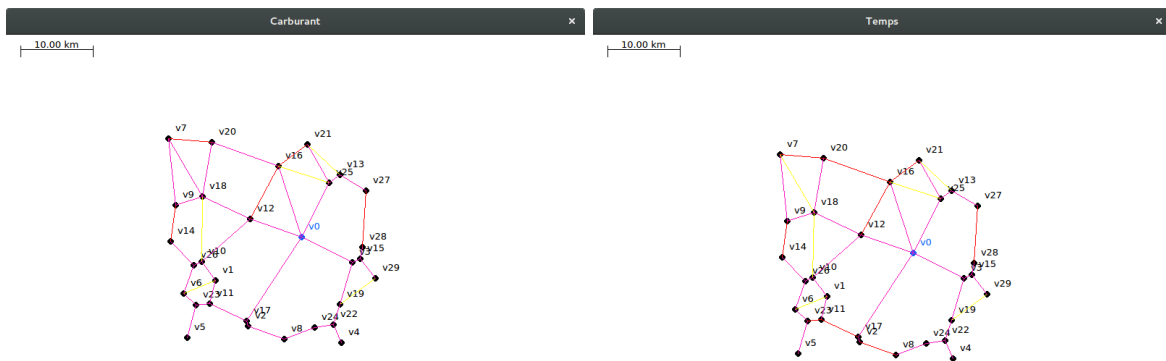 Carburant ×
10.00 km
v7
v20
v21
v16
v13
v25
v27
v18
v9
v12
v0
v14
v28
v15
v10
v3
v26
v1
v29
v6
v23
v11
v19
v17
v2
v22
v24
v5
v8
v4
Temps ×
10.00 km
v7
v20
v21
v16
v13
v25
v27
v18
v9
v12
v0
v14
v28
v15
v10
v3
v26
v1
v29
v6
v23
v11
v19
v17
v2
v22
v24
v5
v8
v4